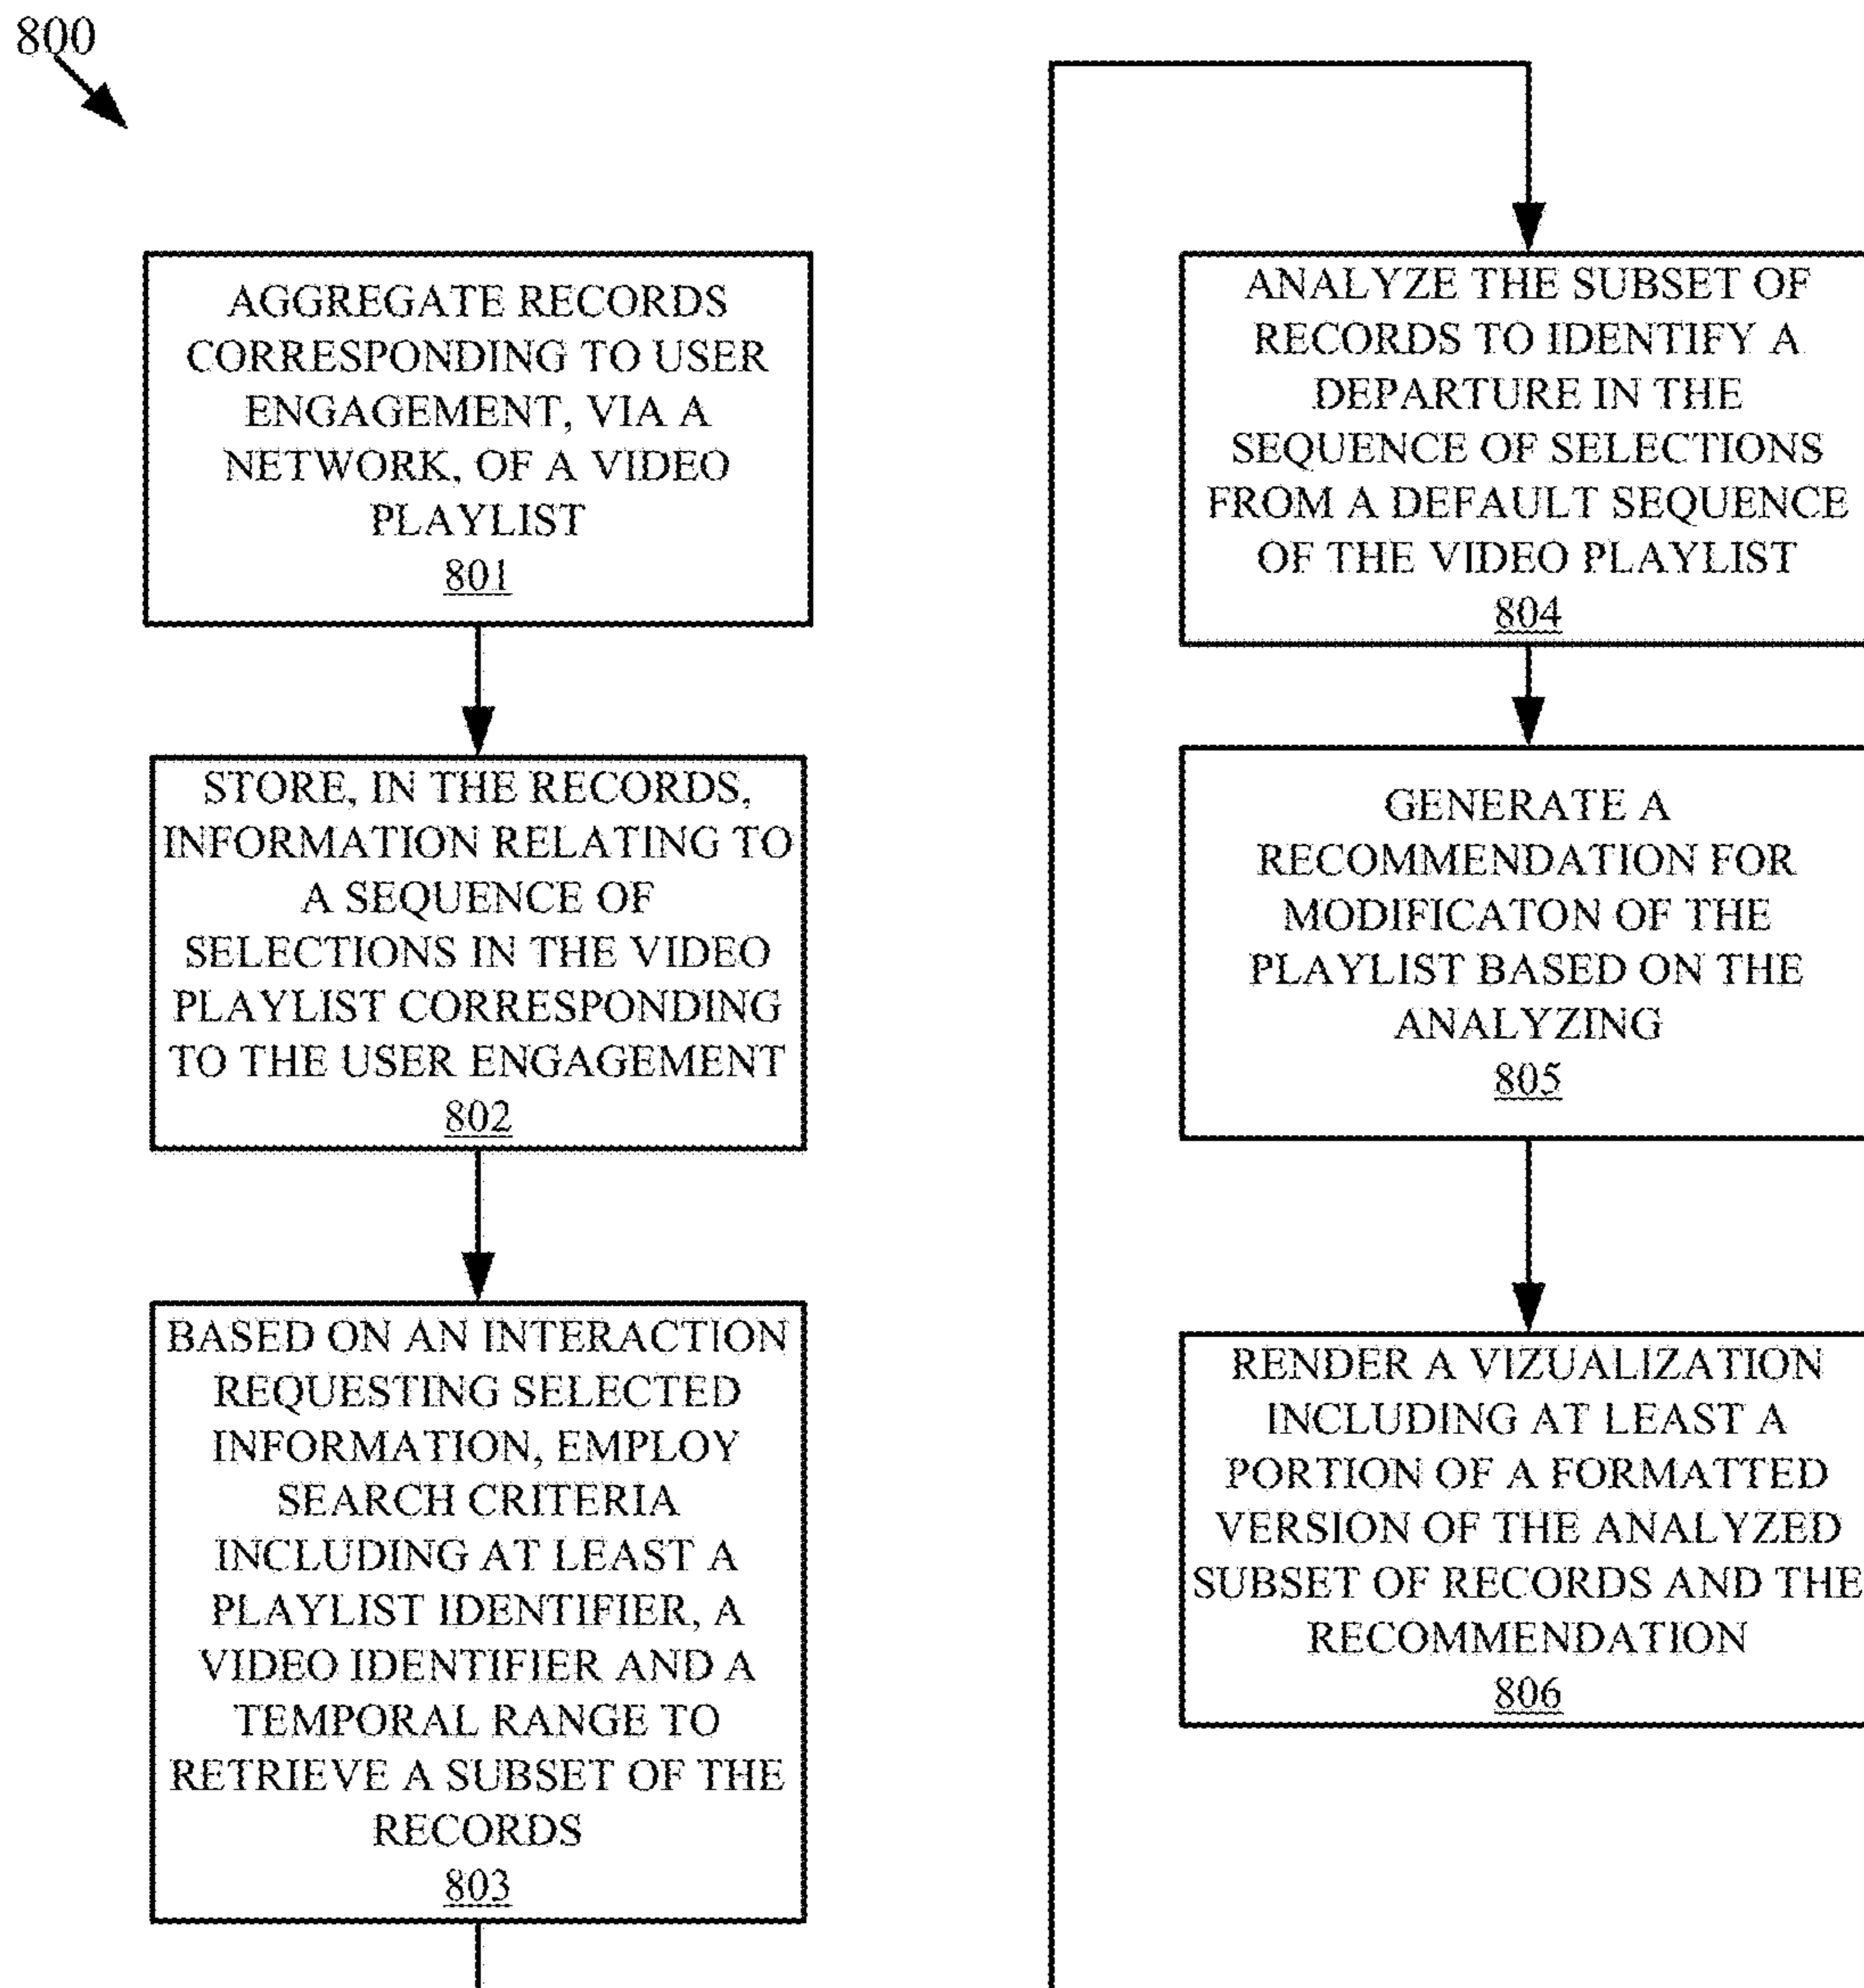 800
AGGREGATE RECORDS
CORRESPONDING TO USER
ENGAGEMENT, VIA A
NETWORK, OF A VIDEO
PLAYLIST
801
STORE, IN THE RECORDS,
INFORMATION RELATING TO
A SEQUENCE OF
SELECTIONS IN THE VIDEO
PLAYLIST CORRESPONDING
TO THE USER ENGAGEMENT
802
BASED ON AN INTERACTION
REQUESTING SELECTED
INFORMATION, EMPLOY
SEARCH CRITERIA
INCLUDING AT LEAST A
PLAYLIST IDENTIFIER, A
VIDEO IDENTIFIER AND A
TEMPORAL RANGE TO
RETRIEVE A SUBSET OF THE
RECORDS
803
ANALYZE THE SUBSET OF
RECORDS TO IDENTIFY A
DEPARTURE IN THE
SEQUENCE OF SELECTIONS
FROM A DEFAULT SEQUENCE
OF THE VIDEO PLAYLIST
804
GENERATE A
RECOMMENDATION FOR
MODIFICATON OF THE
PLAYLIST BASED ON THE
ANALYZING
805
RENDER A VIZUALIZATION
INCLUDING AT LEAST A
PORTION OF A FORMATTED
VERSION OF THE ANALYZED
SUBSET OF RECORDS AND THE
RECOMMENDATION
806